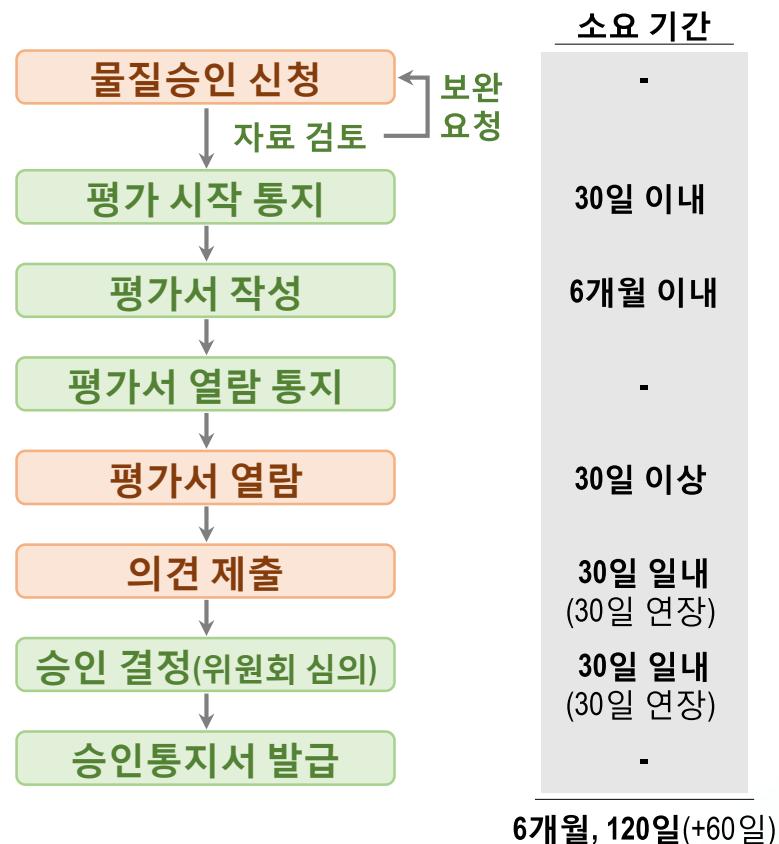 소요 기간
물질승인 신청
-
보완
요청
자료 검토
평가 시작 통지
30일 이내
평가서 작성
6개월 이내
평가서 열람 통지
-
평가서 열람
30일 이상
의견 제출
30일 일내
(30일 연장)
승인 결정(위원회 심의)
30일 일내
(30일 연장)
승인통지서 발급
-
6개월, 120일(+60일)